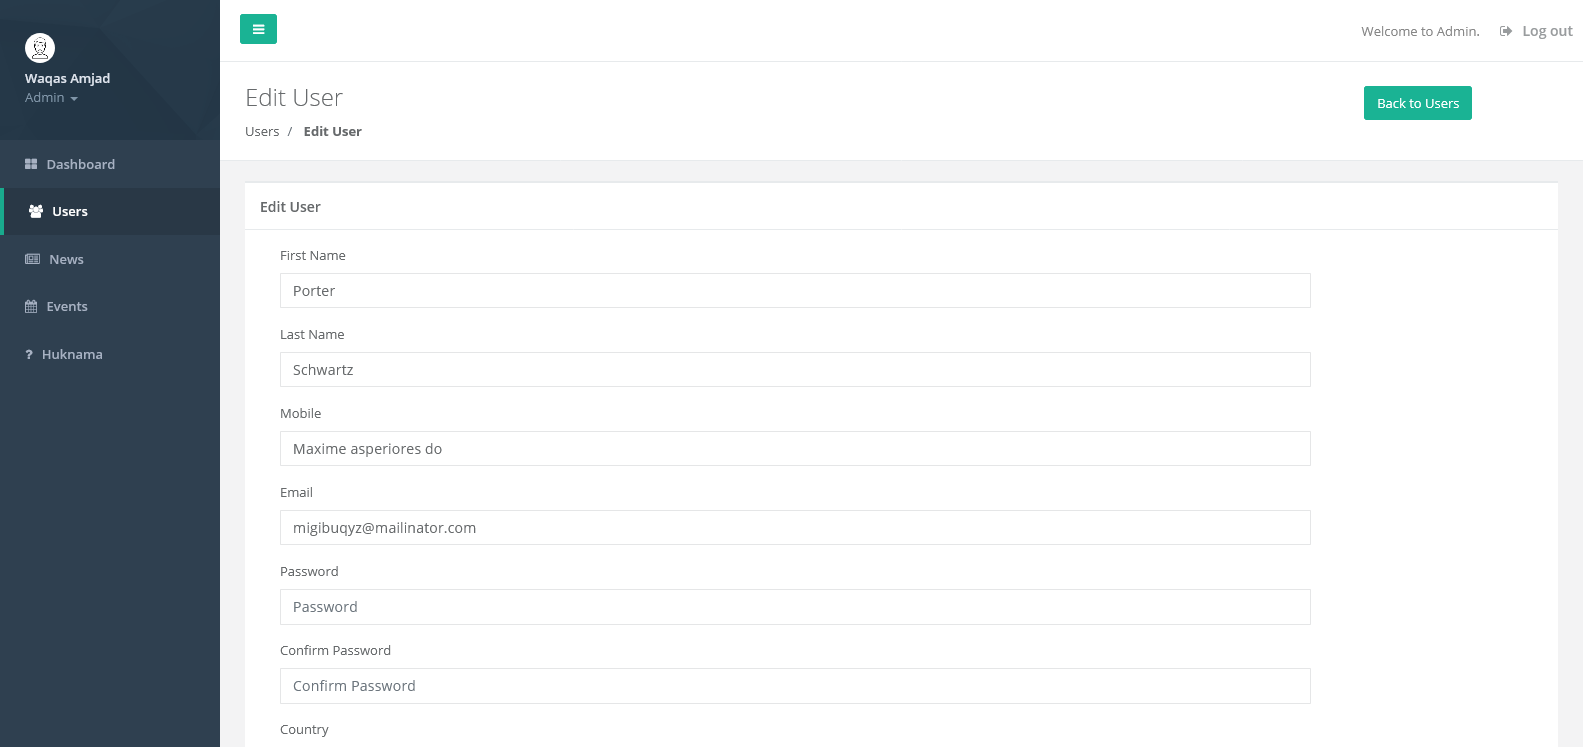 Welcome to Admin.
Log out
Waqas Amjad
Admin
Dashboard
Users
News
Events
Huknama
Edit User
Users / Edit User
Back to Users
Edit User
First Name
Porter
Last Name
Schwartz
Mobile
Maxime asperiores do
Email
migibuqyz@mailinator.com
Password
Password
Confirm Password
Confirm Password
Country